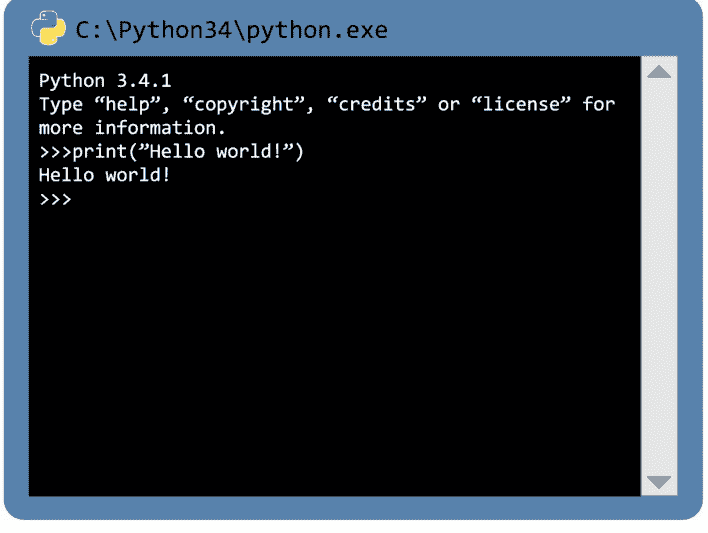 C:\Python34\python.exe
Python 3.4.1
Type “help”, “copyright”, “credits” or “license” for
more information.
>>>print(”Hello world!”)
Hello world!
>>>